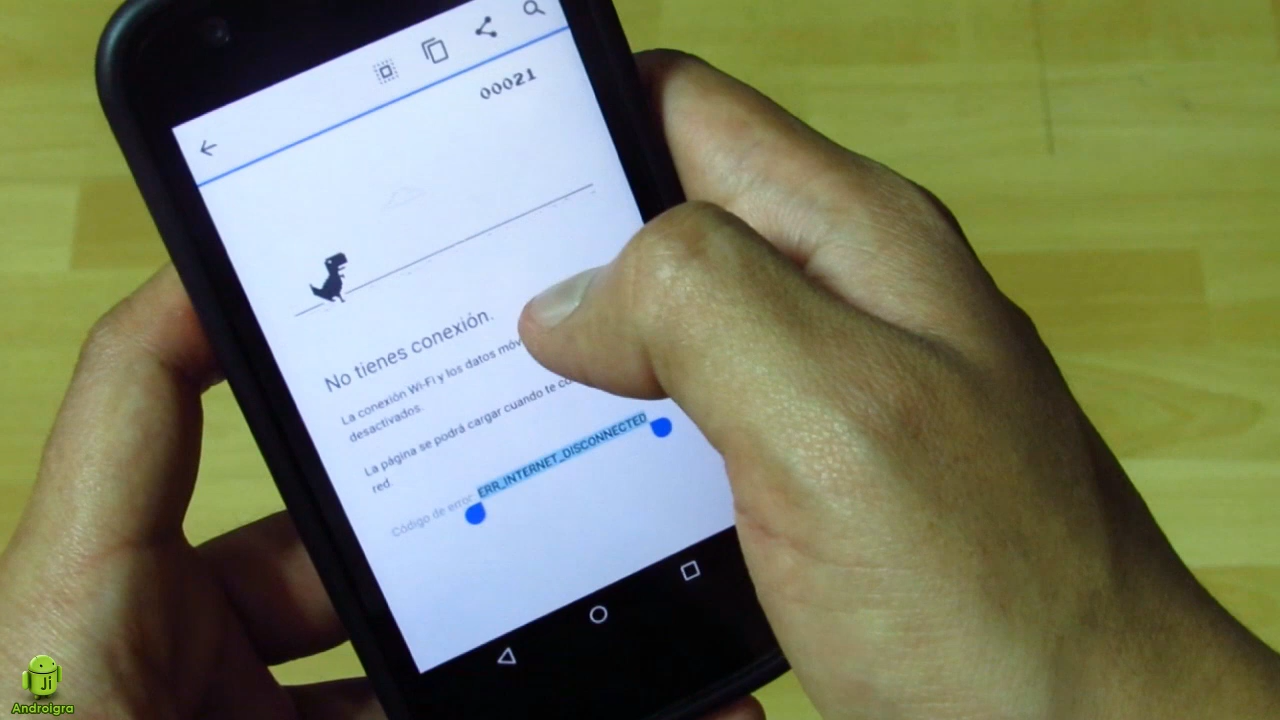 00021
No tienes conexión.
La conexión Wi-Fi y los datos
desactivados.
La página se podrá cargar cuando te
red.
Código de error: ERR_INTERNET_DISCONNECTED
Ji
Androigra